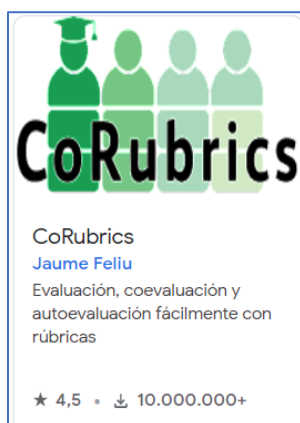 CoRubrics
CoRubrics
Jaume Feliu
Evaluación, coevaluación y
autoevaluación fácilmente con
rúbricas
★ 4,5 • 10.000.000+